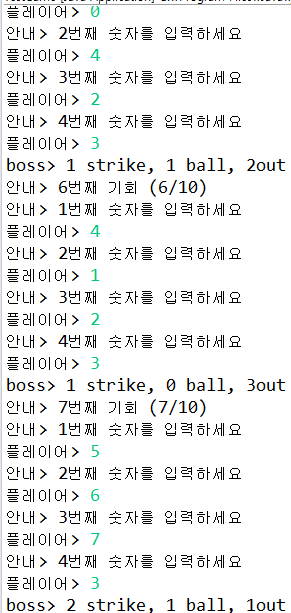 플레이어> 0
안내> 2번째 숫자를 입력하세요
플레이어> 4
안내> 3번째 숫자를 입력하세요
플레이어> 2
안내> 4번째 숫자를 입력하세요
플레이어> 3
boss> 1 strike, 1 ball, 2out
안내> 6번째 기회 (6/10)
안내> 1번째 숫자를 입력하세요
플레이어> 4
안내> 2번째 숫자를 입력하세요
플레이어> 1
안내> 3번째 숫자를 입력하세요
플레이어> 2
안내> 4번째 숫자를 입력하세요
플레이어> 3
boss> 1 strike, 0 ball, 3out
안내> 7번째 기회 (7/10)
안내> 1번째 숫자를 입력하세요
플레이어> 5
안내> 2번째 숫자를 입력하세요
플레이어> 6
안내> 3번째 숫자를 입력하세요
플레이어> 7
안내> 4번째 숫자를 입력하세요
플레이어> 3
boss> 2 strike, 1 ball, 1out